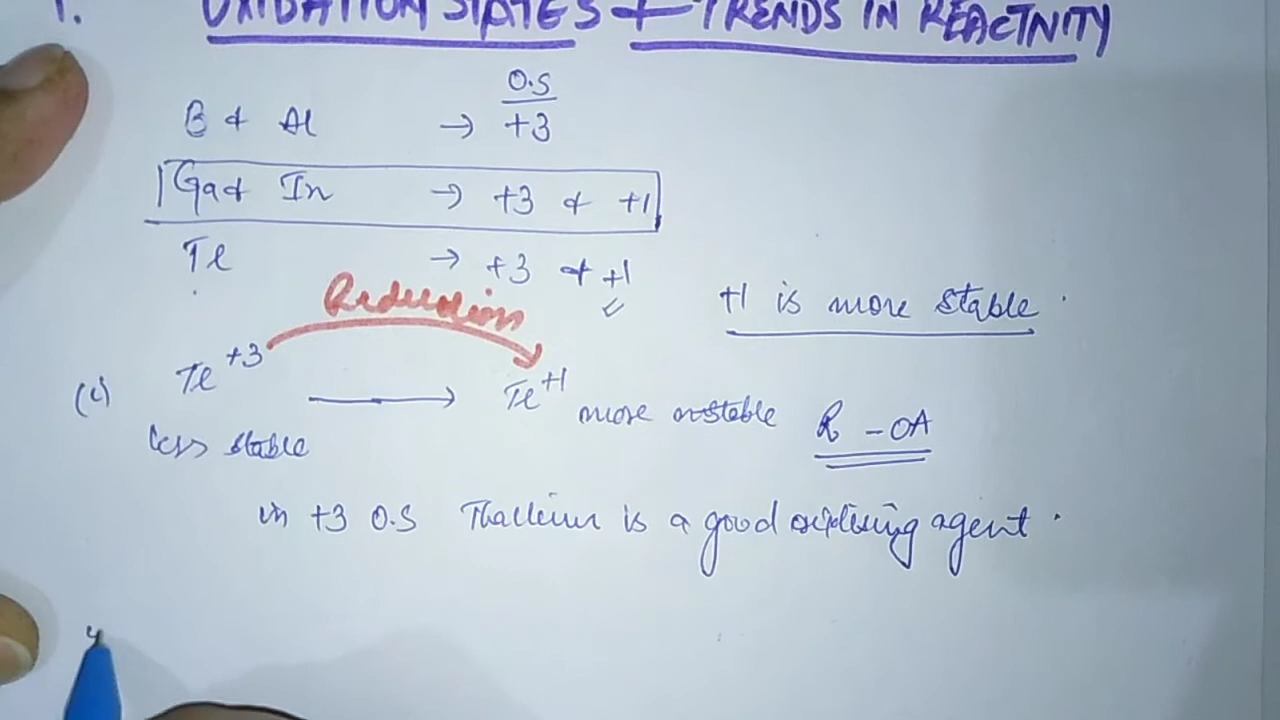 1. OXIDATION STATES + TRENDS IN REACTIVITY
O.S
B & Al → +3
Ga & In → +3 & +1
Tl → +3 & +1
+1 is more stable.
Reduction
(i) Tl +3 → Tl +1 more stable R - OA
less stable
in +3 O.S Thallium is a good oxidising agent.